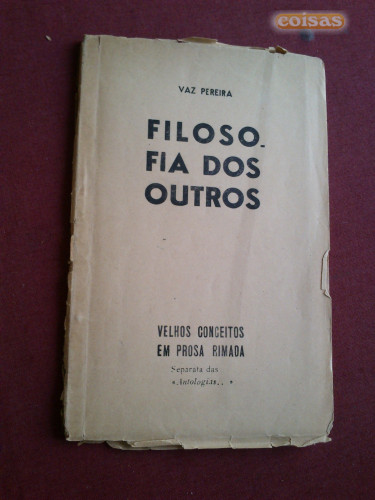 coisas
VAZ PEREIRA
FILOSO-
FIA DOS
OUTROS
VELHOS CONCEITOS
EM PROSA RIMADA
Separata das
«Antologias..»